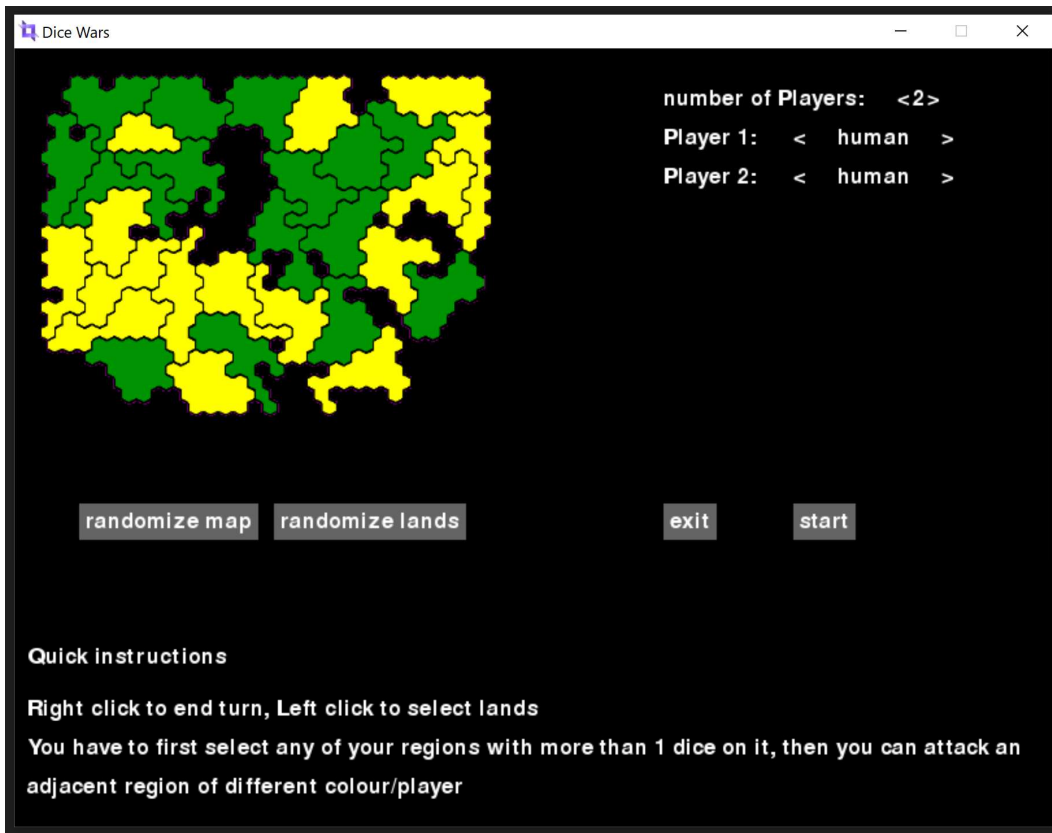 Dice Wars
number of Players: <2>
Player 1: < human >
Player 2: < human >
randomize map
randomize lands
exit
start
Quick instructions
Right click to end turn, Left click to select lands
You have to first select any of your regions with more than 1 dice on it, then you can attack an
adjacent region of different colour/player